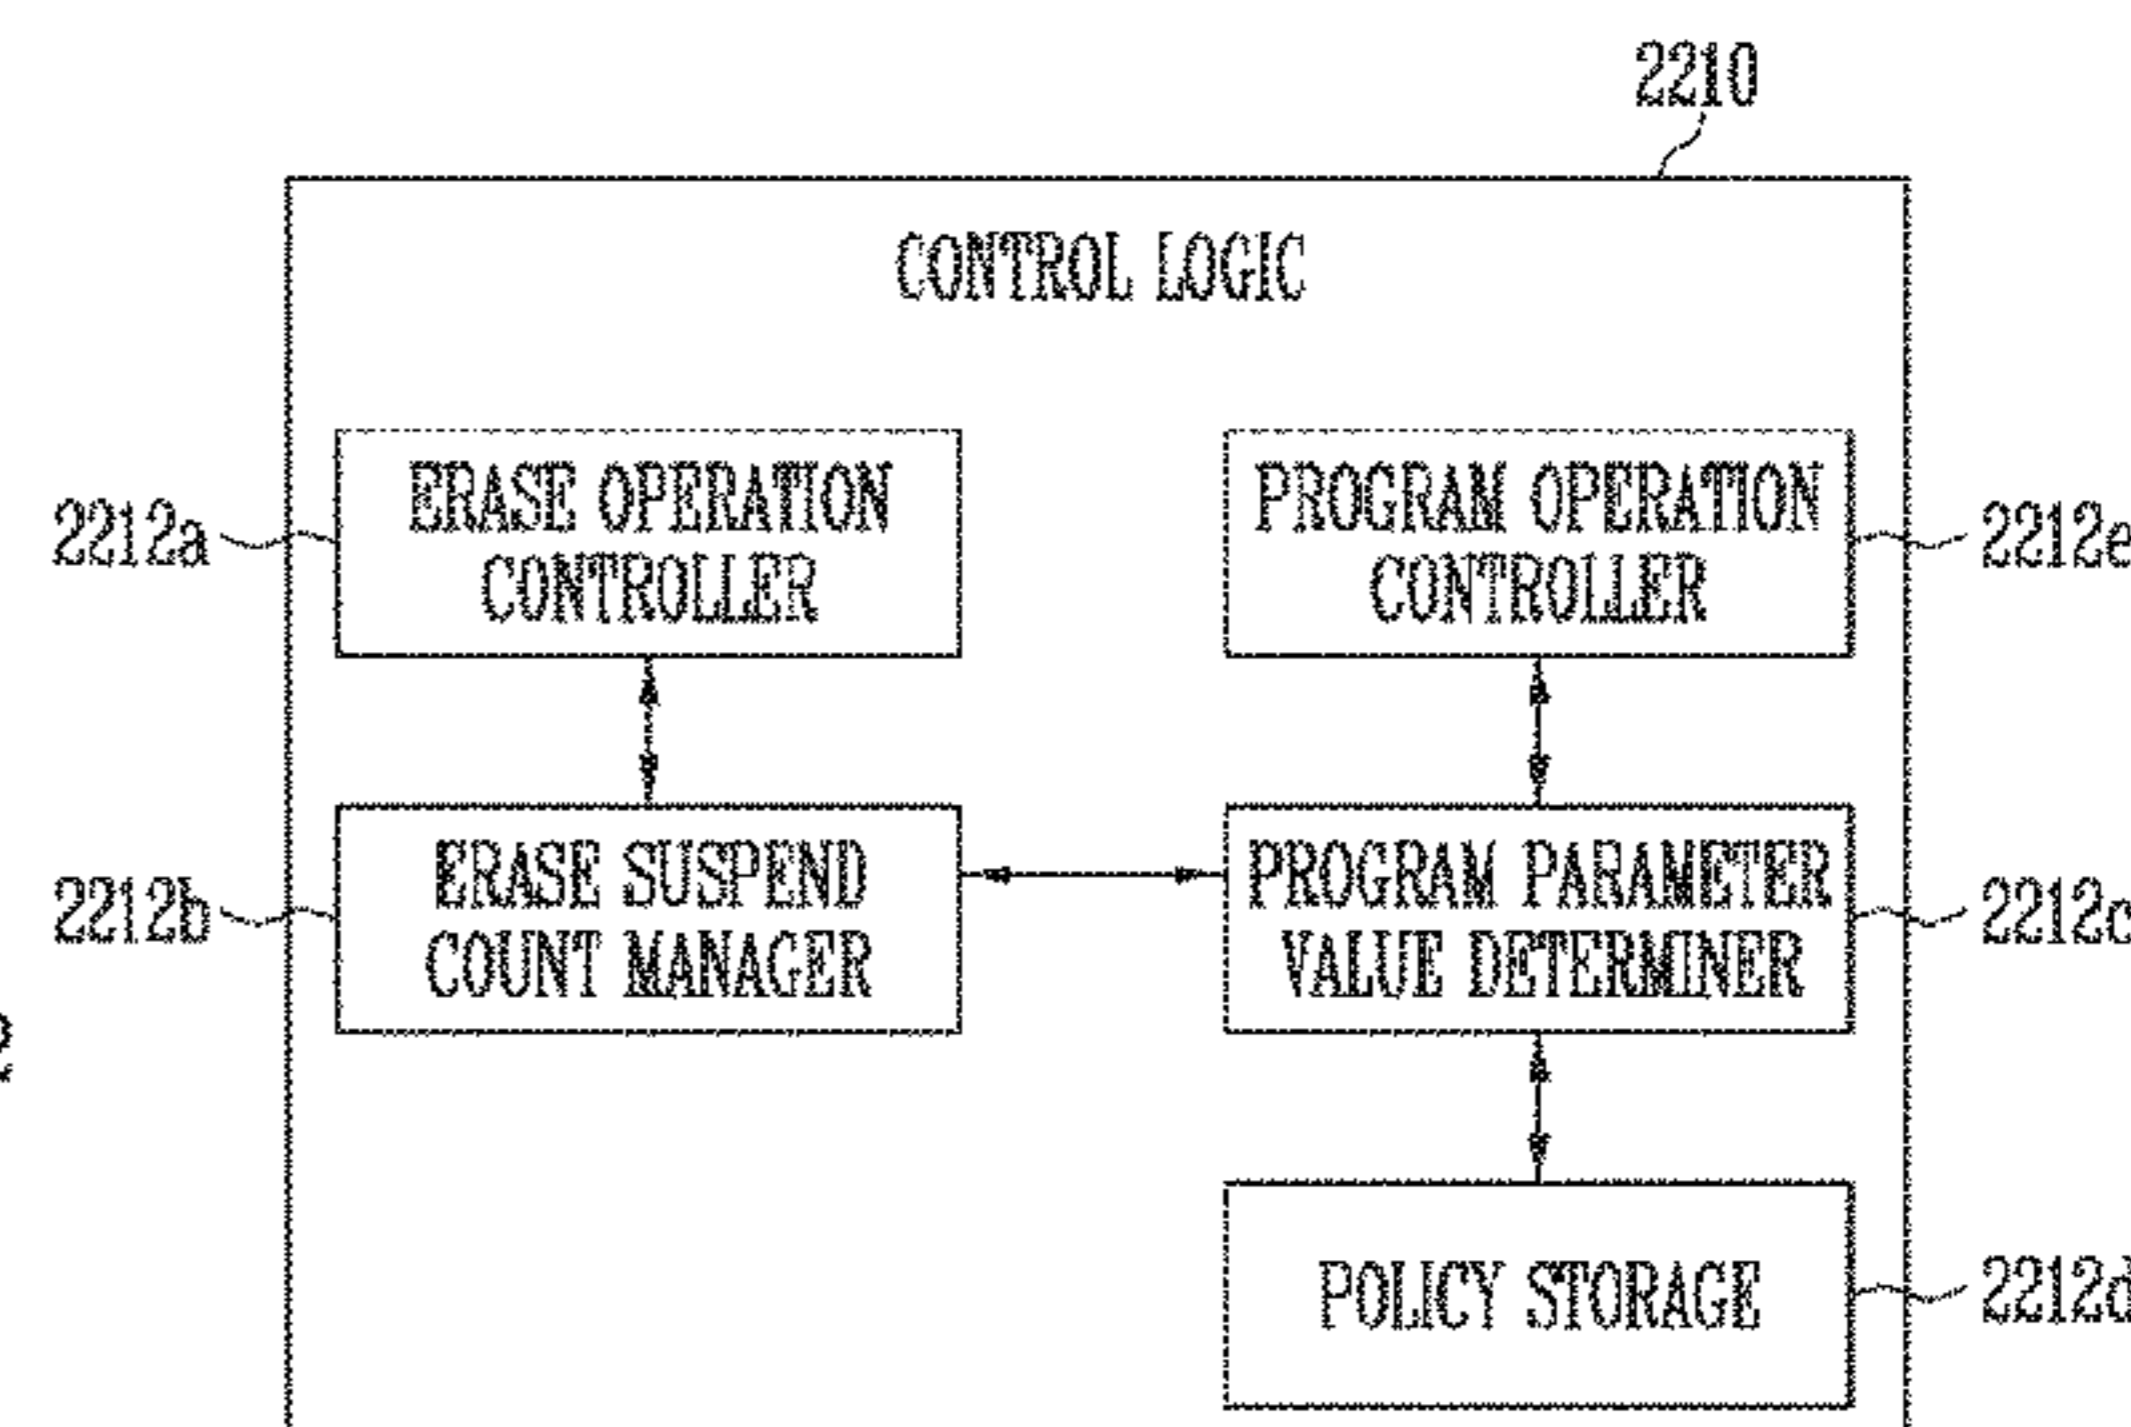 2210
CONTROL LOGIC
2212a
ERASE OPERATION
CONTROLLER
PROGRAM OPERATION
CONTROLLER
2212e
2212b
ERASE SUSPEND
COUNT MANAGER
PROGRAM PARAMETER
VALUE DETERMINER
2212c
POLICY STORAGE
2212d